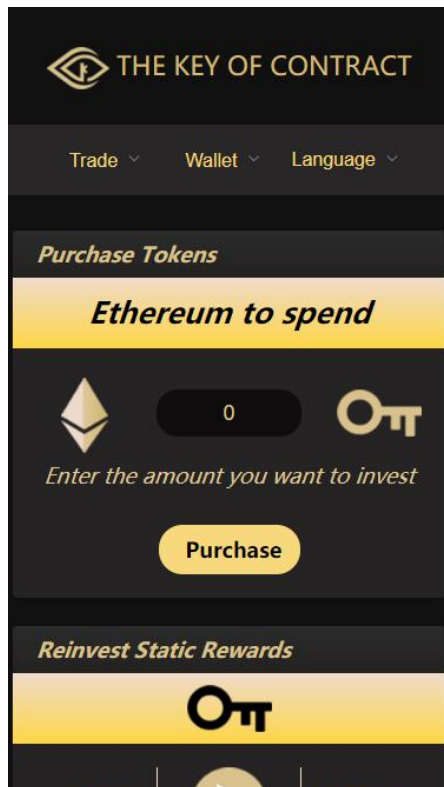 THE KEY OF CONTRACT
Trade Wallet Language
Purchase Tokens
Ethereum to spend
0
Enter the amount you want to invest
Purchase
Reinvest Static Rewards